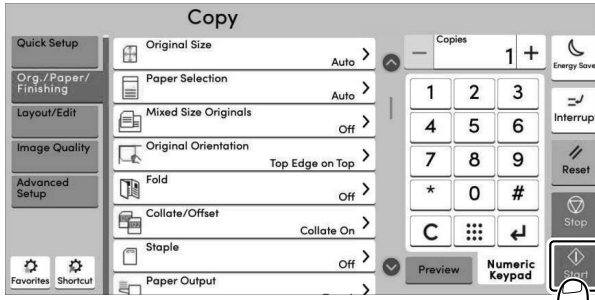 Copy
Quick Setup
Org./Paper/
Finishing
Layout/Edit
Image Quality
Advanced
Setup
Favorites
Shortcut
Original Size
Auto
Paper Selection
Auto
Mixed Size Originals
Off
Original Orientation
Top Edge on Top
Fold
Off
Collate/Offset
Collate On
Staple
Off
Paper Output
Copies
1
1 2 3
4 5 6
7 8 9
* 0 #
C
Preview
Numeric
Keypad
Energy Save
Interrupt
Reset
Stop
Start